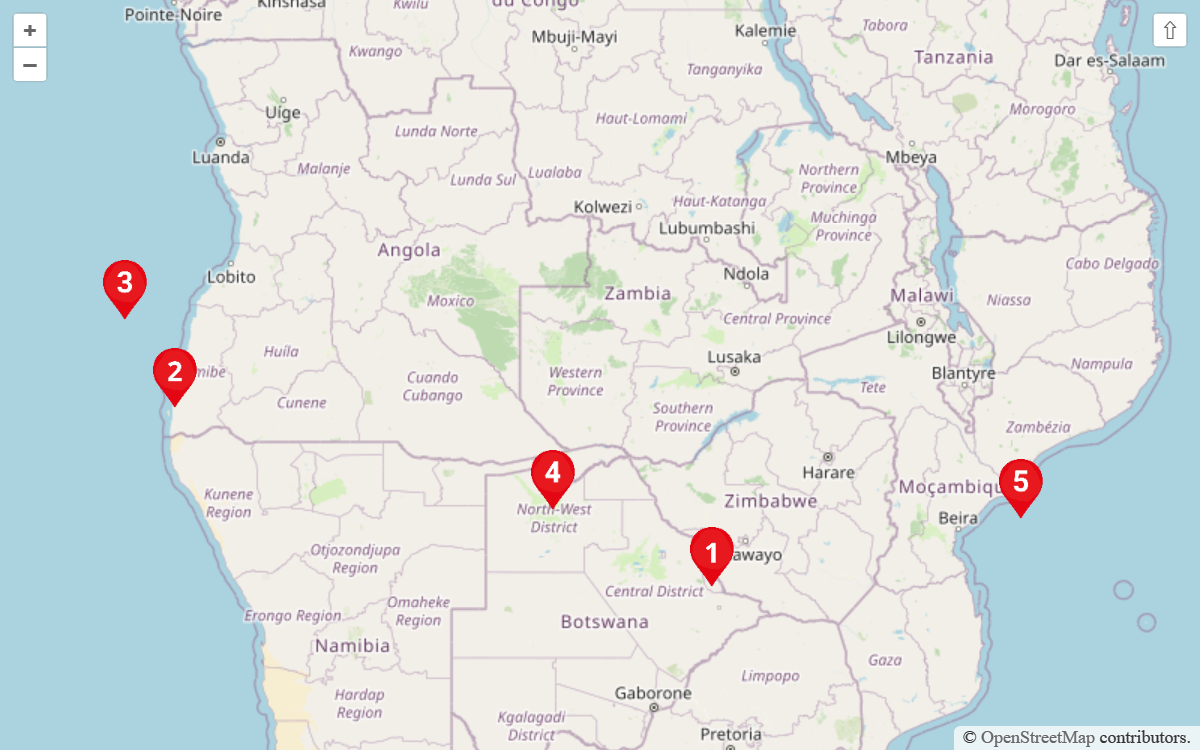 +
−
⇧
Kinshasa
Pointe-Noire
Kwilu
du Congo
Mbuji-Mayi
Kalemie
Tabora
Tanzania
Dar es-Salaam
Kwango
Tanganyika
Morogoro
Uíge
Lunda Norte
Haut-Lomami
Luanda
Malanje
Lunda Sul
Lualaba
Mbeya
Northern
Province
Kolwezi
Haut-Katanga
Lubumbashi
Muchinga
Province
Angola
Cabo Delgado
3
Lobito
Moxico
Ndola
Zambia
Malawi
Niassa
Central Province
Lilongwe
Huíla
Lusaka
2
mibe
Cuando
Cubango
Western
Province
Blantyre
Nampula
Tete
Cunene
Southern
Province
Zambézia
4
Harare
5
Kunene
Region
Zimbabwe
Moçambiqu
North-West
District
Beira
Otjozondjupa
Region
1
awayo
Central District
Omaheke
Region
Erongo Region
Botswana
Namibia
Gaza
Limpopo
Hardap
Region
Gaborone
Kgalagadi
District
Pretoria
© OpenStreetMap contributors.